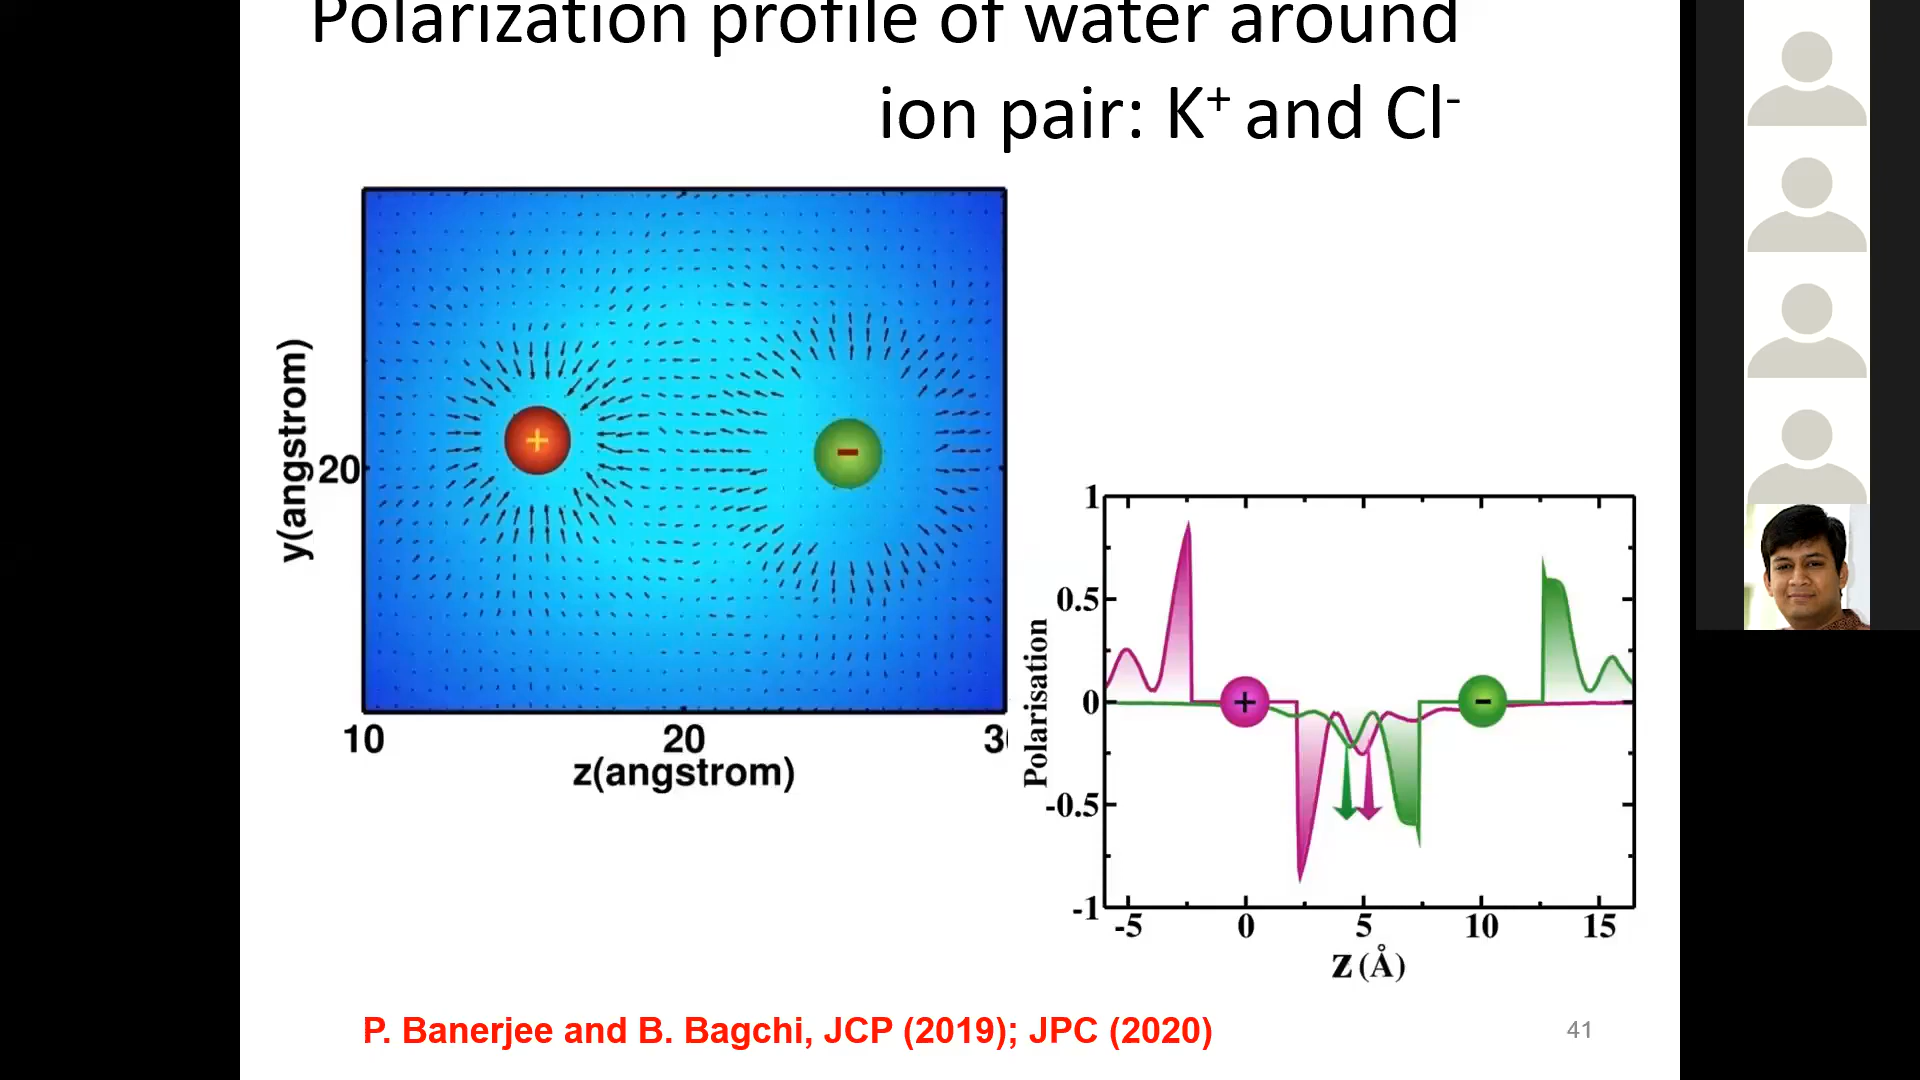 Polarization profile of water around
ion pair: K⁺ and Cl⁻
y(angstrom)
20
+
−
10
20
30
z(angstrom)
Polarisation
1
0.5
0
-0.5
-1
+
−
-5
0
5
10
15
Z (Å)
P. Banerjee and B. Bagchi, JCP (2019); JPC (2020)
41